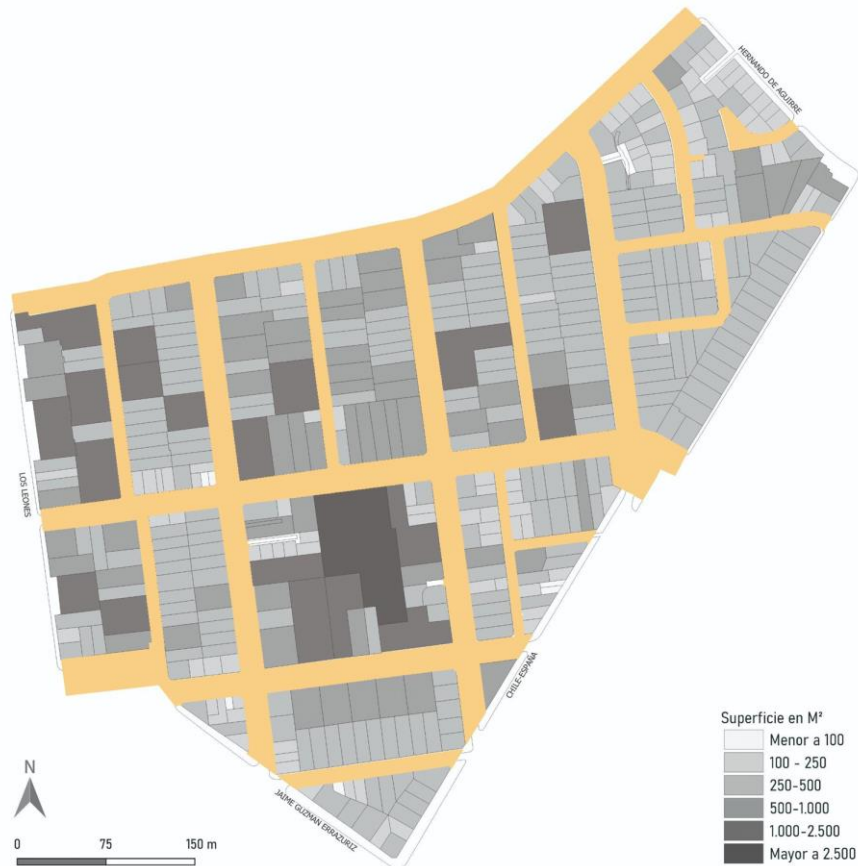 HERNANDO DE AGUIRRE
LOS LEONES
CHILE-ESPAÑA
JAIME GUZMAN ERRAZURIZ
N
0 75 150 m
Superficie en M²
Menor a 100
100 - 250
250-500
500-1.000
1.000-2.500
Mayor a 2.500